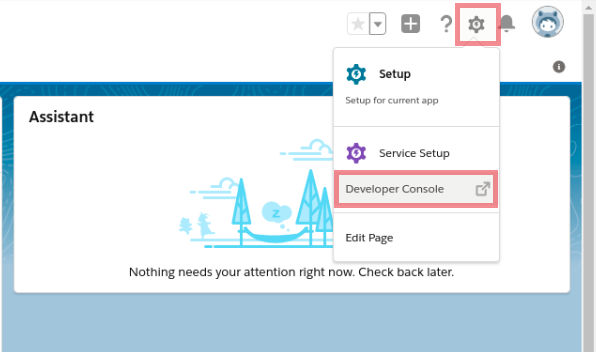 Setup
Setup for current app
Assistant
Service Setup
Developer Console
Edit Page
Nothing needs your attention right now. Check back later.